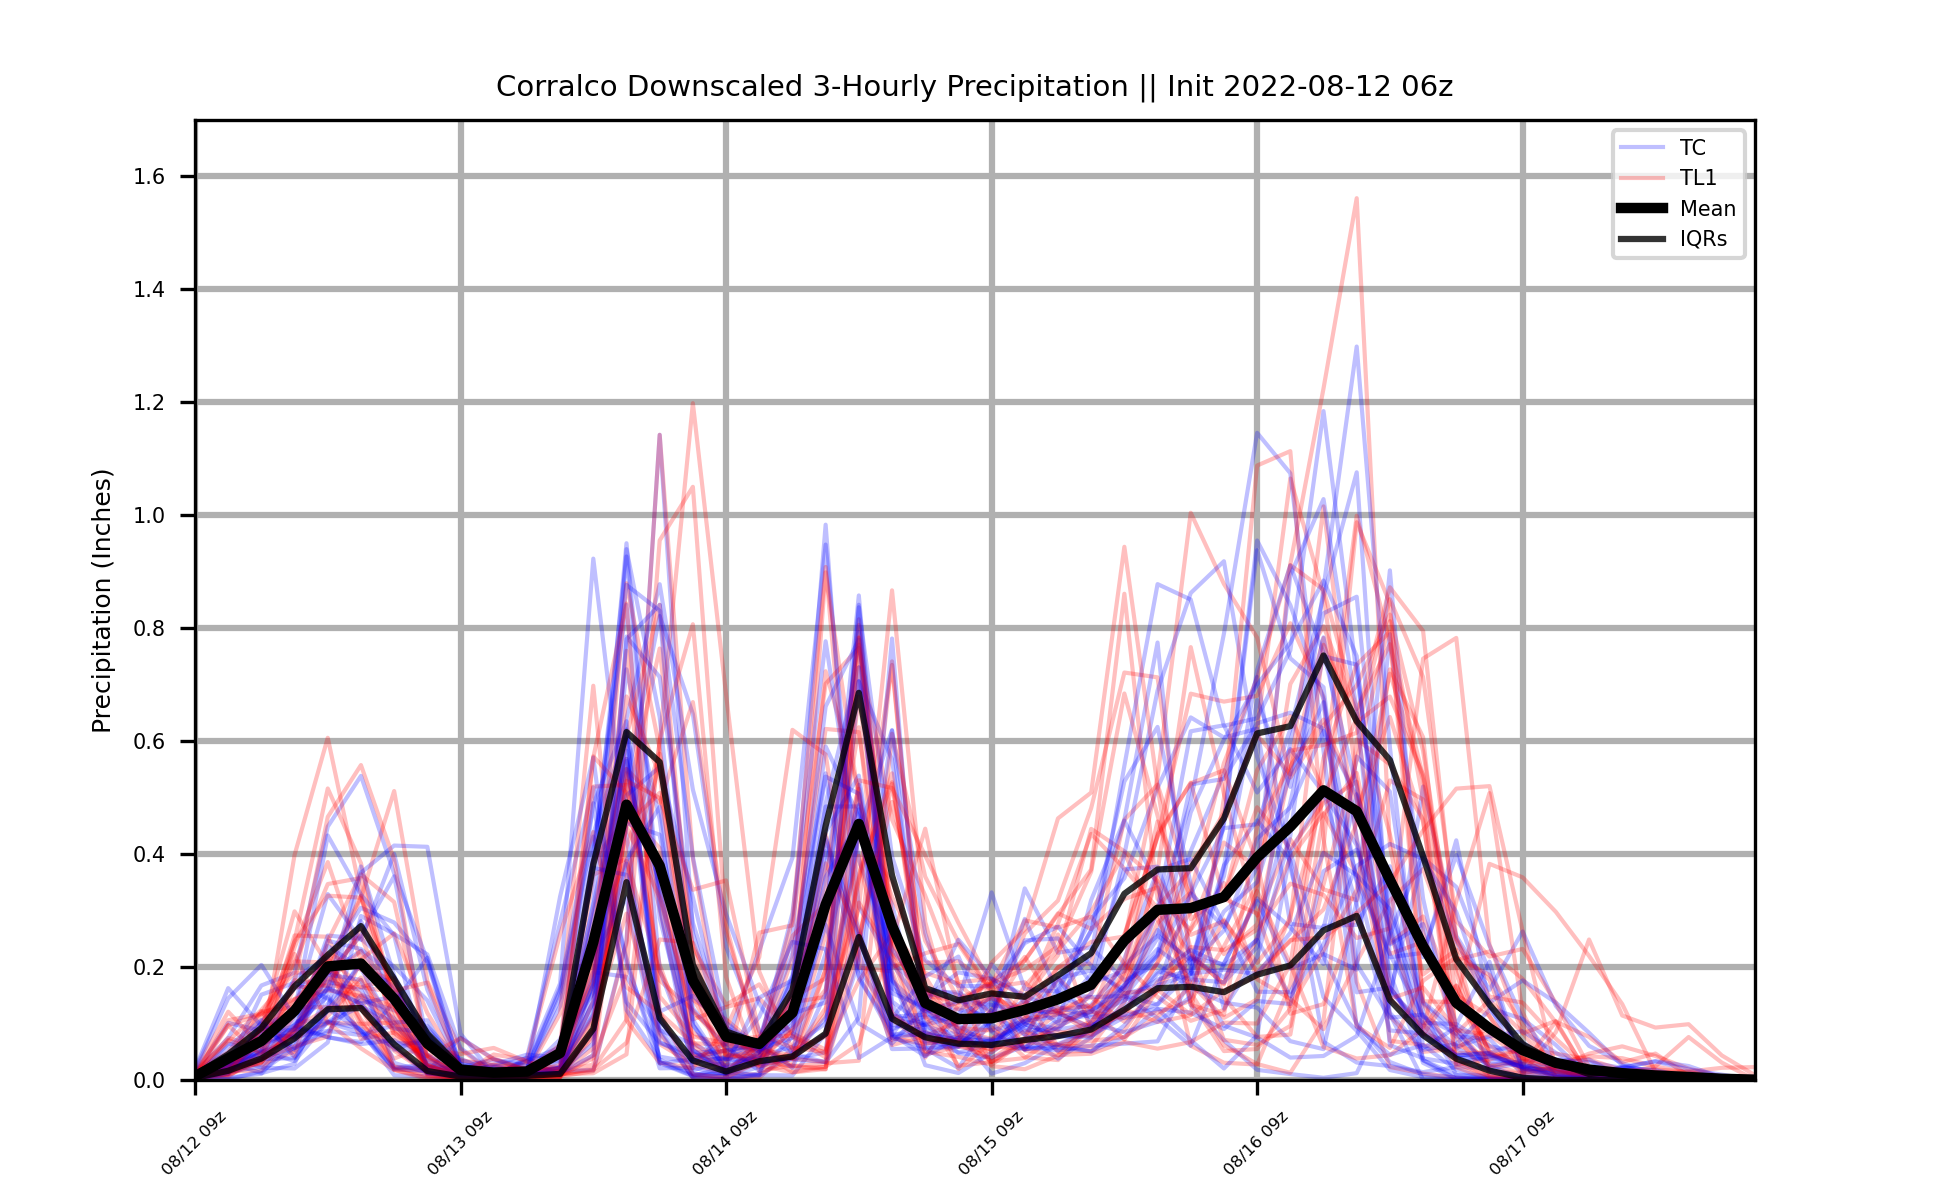 Corralco Downscaled 3-Hourly Precipitation || Init 2022-08-12 06z
TC
TL1
Mean
IQRs
Precipitation (Inches)
1.6
1.4
1.2
1.0
0.8
0.6
0.4
0.2
0.0
08/12 09z
08/13 09z
08/14 09z
08/15 09z
08/16 09z
08/17 09z